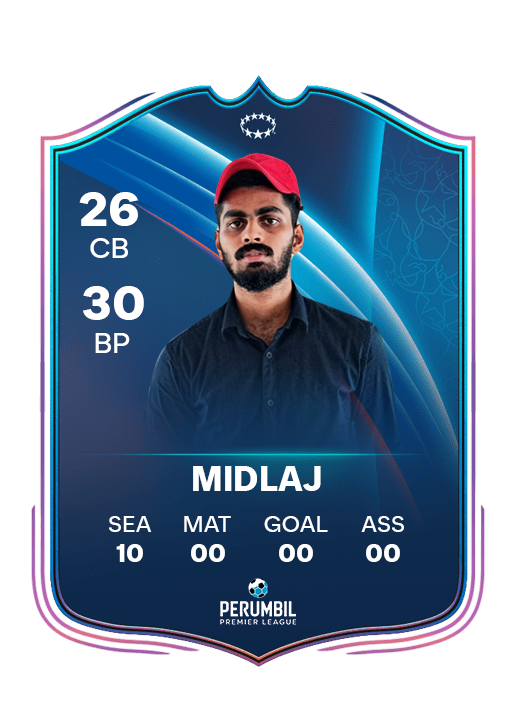 26
CB
30
BP
MIDLAJ
SEA MAT GOAL ASS
10 00 00 00
PERUMBIL
PREMIER LEAGUE